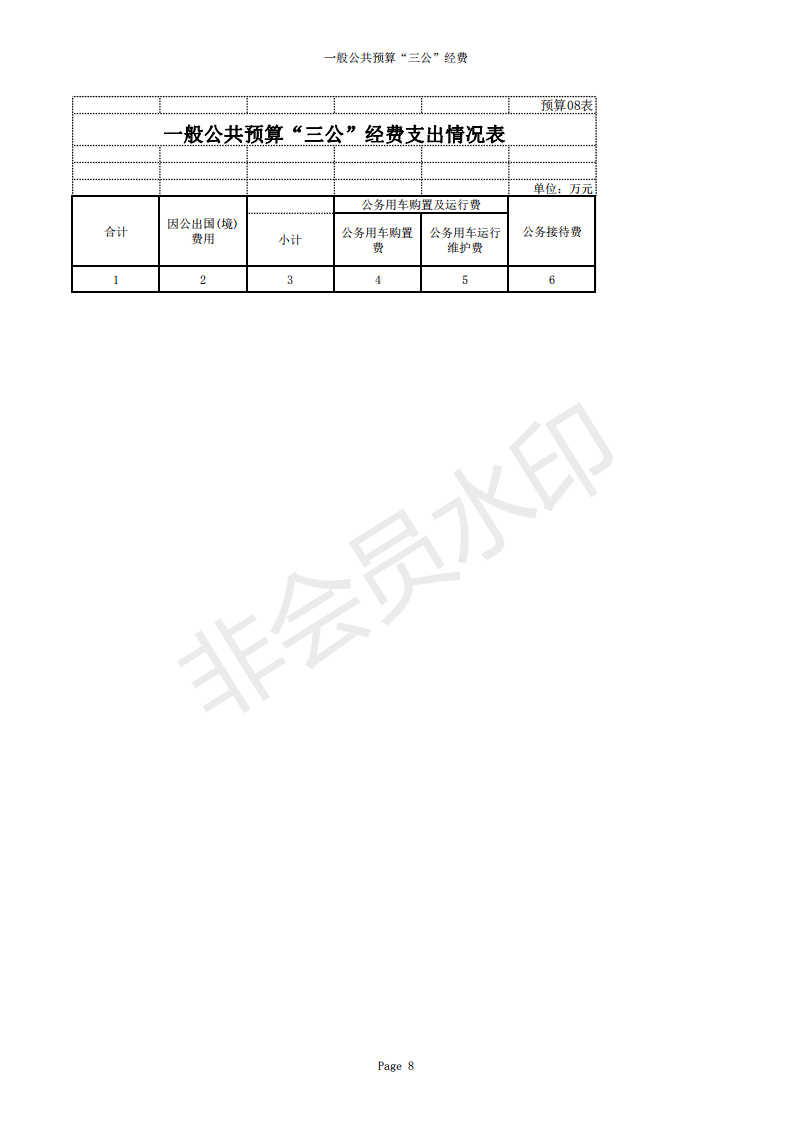 一般公共预算“三公”经费
预算08表
一般公共预算“三公”经费支出情况表
单位：万元
合计
因公出国(境)
费用
公务用车购置及运行费
小计
公务用车购置
费
公务用车运行
维护费
公务接待费
1 2 3 4 5 6
非会员水印
Page 8